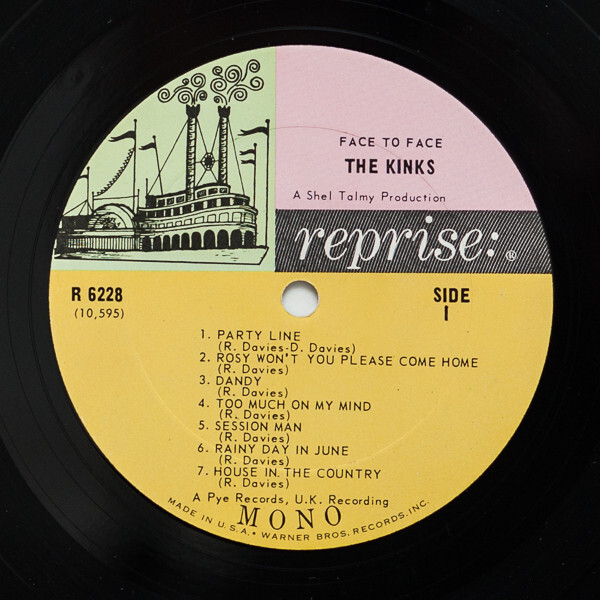 FACE TO FACE
THE KINKS
A Shel Talmy Production
reprise: ®
R 6228
(10,595)
SIDE
1
1. PARTY LINE
(R. Davies-D. Davies)
2. ROSY WON'T YOU PLEASE COME HOME
(R. Davies)
3. DANDY
(R. Davies)
4. TOO MUCH ON MY MIND
(R. Davies)
5. SESSION MAN
(R. Davies)
6. RAINY DAY IN JUNE
(R. Davies)
7. HOUSE IN THE COUNTRY
(R. Davies)
A Pye Records, U.K. Recording
MONO
MADE IN U.S.A. • WARNER BROS. RECORDS, INC.